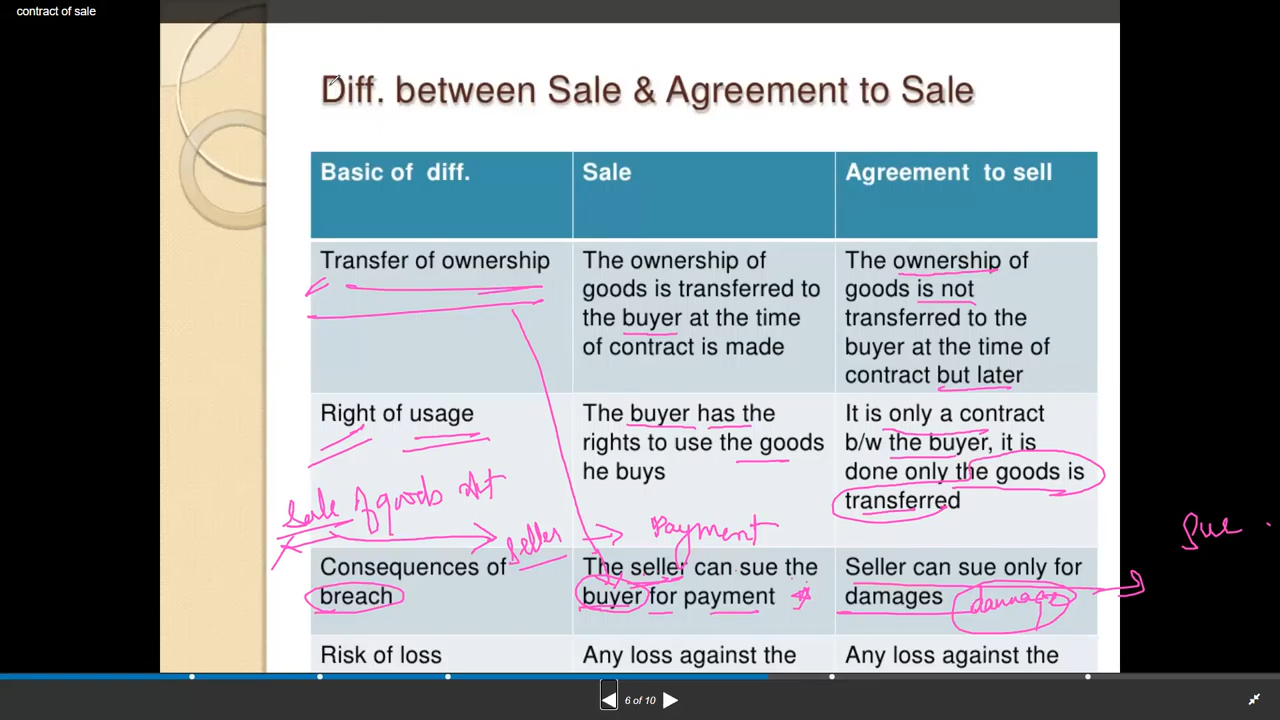 contract of sale
Diff. between Sale & Agreement to Sale
Basic of diff.
Sale
Agreement to sell
Transfer of ownership
The ownership of
goods is transferred to
the buyer at the time
of contract is made
The ownership of
goods is not
transferred to the
buyer at the time of
contract but later
Right of usage
The buyer has the
rights to use the goods
he buys
It is only a contract
b/w the buyer, it is
done only the goods is
transferred
Sale of goods Act
Seller
Payment
Sue
Consequences of
breach
The seller can sue the
buyer for payment
Seller can sue only for
damages
dammage
Risk of loss
Any loss against the
Any loss against the
6 of 10